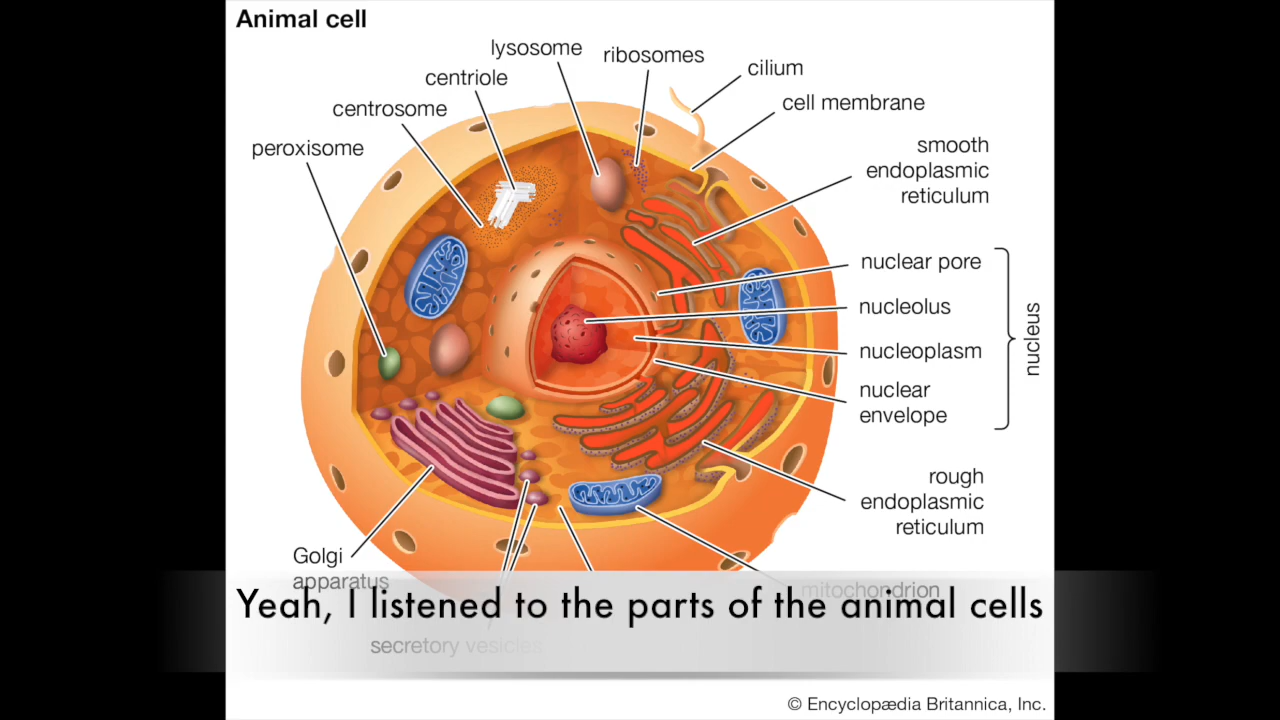 Animal cell
lysosome
ribosomes
centriole
cilium
centrosome
cell membrane
peroxisome
smooth
endoplasmic
reticulum
nuclear pore
nucleolus
nucleoplasm
nuclear
envelope
nucleus
rough
endoplasmic
reticulum
Golgi
apparatus
mitochondrion
Yeah, I listened to the parts of the animal cells
secretory vesicles
© Encyclopædia Britannica, Inc.